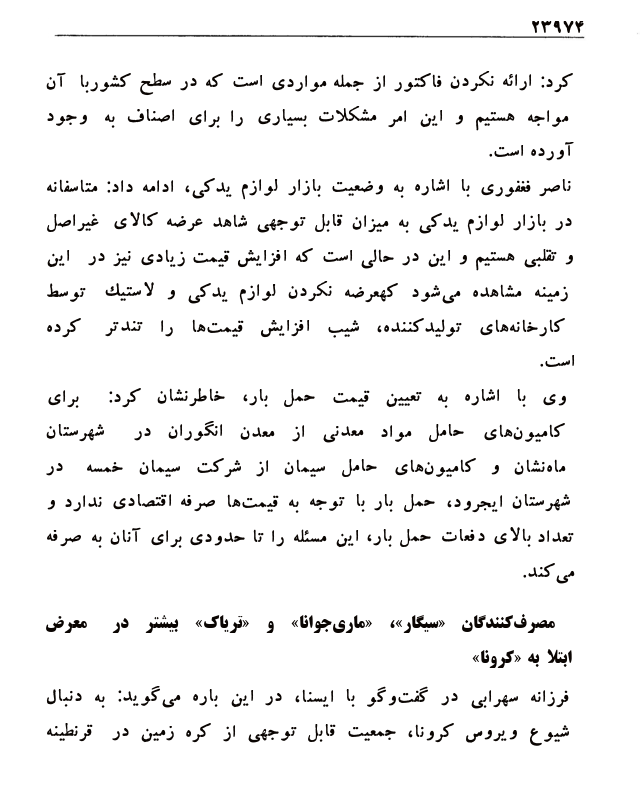 ۲۳۹۷۴
کرد: ارائه نکردن فاکتور از جمله مواردی است که در سطح کشوربا آن
مواجه هستیم و این امر مشکلات بسیاری را برای اصناف به وجود
آورده است.
ناصر فغفوری با اشاره به وضعیت بازار لوازم یدکی، ادامه داد: متاسفانه
در بازار لوازم یدکی به میزان قابل توجهی شاهد عرضه کالای غیراصل
و تقلبی هستیم و این در حالی است که افزایش قیمت زیادی نیز در این
زمینه مشاهده می‌شود کهعرضه نکردن لوازم یدکی و لاستیك توسط
کارخانه‌های تولیدکننده، شیب افزایش قیمت‌ها را تندتر کرده
است.
وی با اشاره به تعیین قیمت حمل بار، خاطرنشان کرد: برای
کامیون‌های حامل مواد معدنی از معدن انگوران در شهرستان
ماه‌نشان و کامیون‌های حامل سیمان از شرکت سیمان خمسه در
شهرستان ایجرود، حمل بار با توجه به قیمت‌ها صرفه اقتصادی ندارد و
تعداد بالای دفعات حمل بار، این مسئله را تا حدودی برای آنان به صرفه
می‌کند.
مصرف‌کنندگان «سیگار»، «ماری‌جوانا» و «تریاک» بیشتر در معرض
ابتلا به «کرونا»
فرزانه سهرابی در گفت‌وگو با ایسنا، در این باره می‌گوید: به دنبال
شیوع ویروس کرونا، جمعیت قابل توجهی از کره زمین در قرنطینه